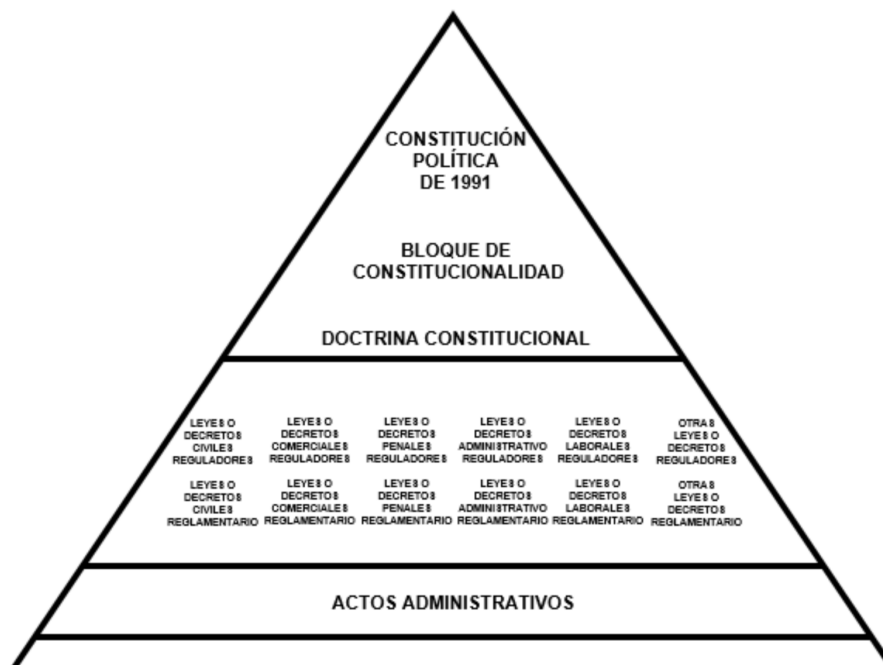 CONSTITUCIÓN
POLÍTICA
DE 1991
BLOQUE DE
CONSTITUCIONALIDAD
DOCTRINA CONSTITUCIONAL
LEYES O
DECRETOS
CIVILES
REGULADORES
LEYES O
DECRETOS
COMERCIALES
REGULADORES
LEYES O
DECRETOS
PENALES
REGULADORES
LEYES O
DECRETOS
ADMINISTRATIVO
REGULADORES
LEYES O
DECRETOS
LABORALES
REGULADORES
OTRAS
LEYES O
DECRETOS
REGULADORES
LEYES O
DECRETOS
CIVILES
REGLAMENTARIO
LEYES O
DECRETOS
COMERCIALES
REGLAMENTARIO
LEYES O
DECRETOS
PENALES
REGLAMENTARIO
LEYES O
DECRETOS
ADMINISTRATIVO
REGLAMENTARIO
LEYES O
DECRETOS
LABORALES
REGLAMENTARIO
OTRAS
LEYES O
DECRETOS
REGLAMENTARIO
ACTOS ADMINISTRATIVOS